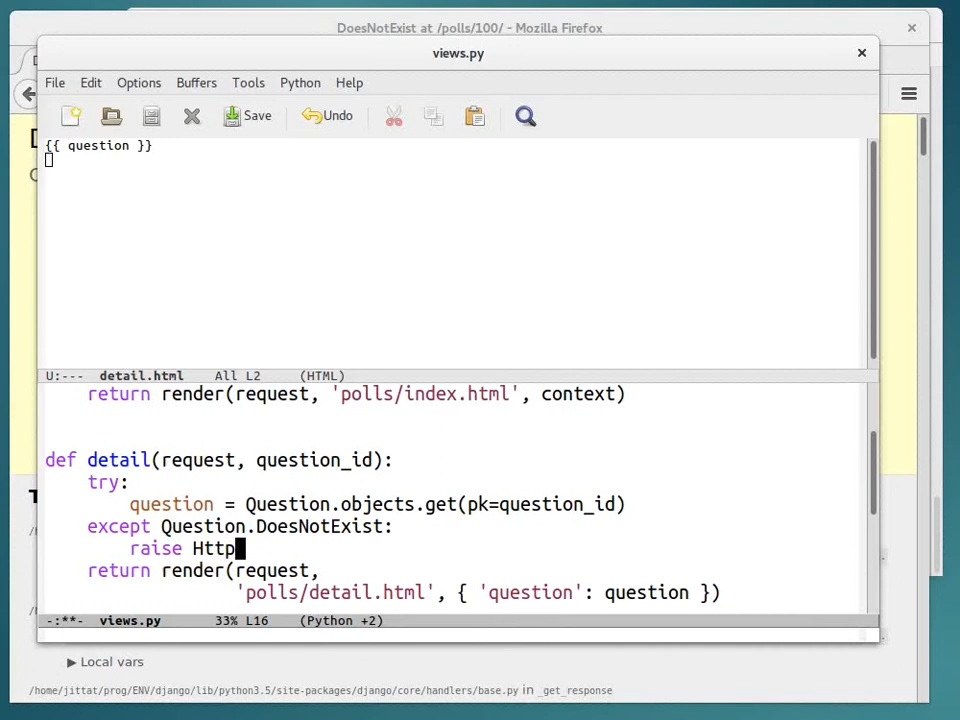 DoesNotExist at /polls/100/ - Mozilla Firefox
views.py
File Edit Options Buffers Tools Python Help
Save Undo
{{ question }}
U:--- detail.html All L2 (HTML)
return render(request, 'polls/index.html', context)
def detail(request, question_id):
try:
question = Question.objects.get(pk=question_id)
except Question.DoesNotExist:
raise Http
return render(request,
'polls/detail.html', { 'question': question })
-:**- views.py 33% L16 (Python +2)
▶ Local vars
/home/jittat/prog/ENV/django/lib/python3.5/site-packages/django/core/handlers/base.py in _get_response